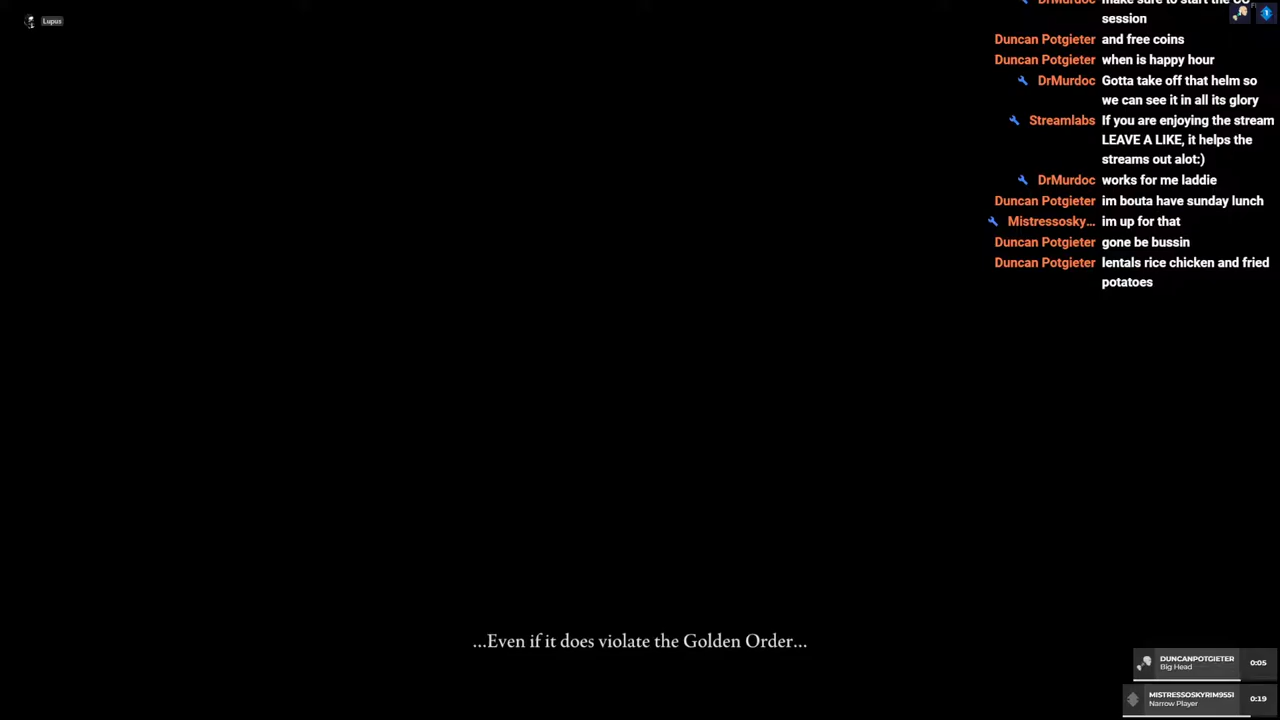 Lupus
session
Duncan Potgieter and free coins
Duncan Potgieter when is happy hour
DrMurdoc Gotta take off that helm so
we can see it in all its glory
Streamlabs If you are enjoying the stream
LEAVE A LIKE, it helps the
streams out alot:)
DrMurdoc works for me laddie
Duncan Potgieter im bouta have sunday lunch
Mistressosky... im up for that
Duncan Potgieter gone be bussin
Duncan Potgieter lentals rice chicken and fried
potatoes
...Even if it does violate the Golden Order...
DUNCANPOTGIETER
Big Head
0:05
MISTRESSOSKYRIM9551
Narrow Player
0:19